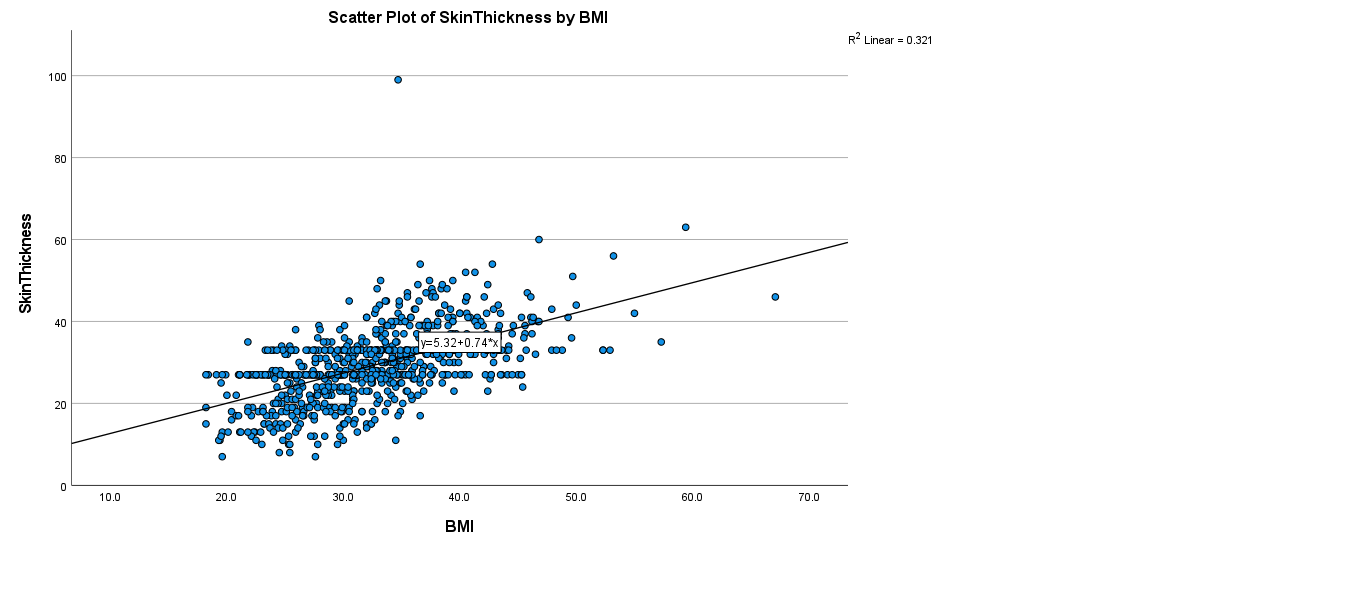 Scatter Plot of SkinThickness by BMI
R² Linear = 0.321
100
80
60
40
20
0
SkinThickness
y=5.32+0.74*x
10.0 20.0 30.0 40.0 50.0 60.0 70.0
BMI